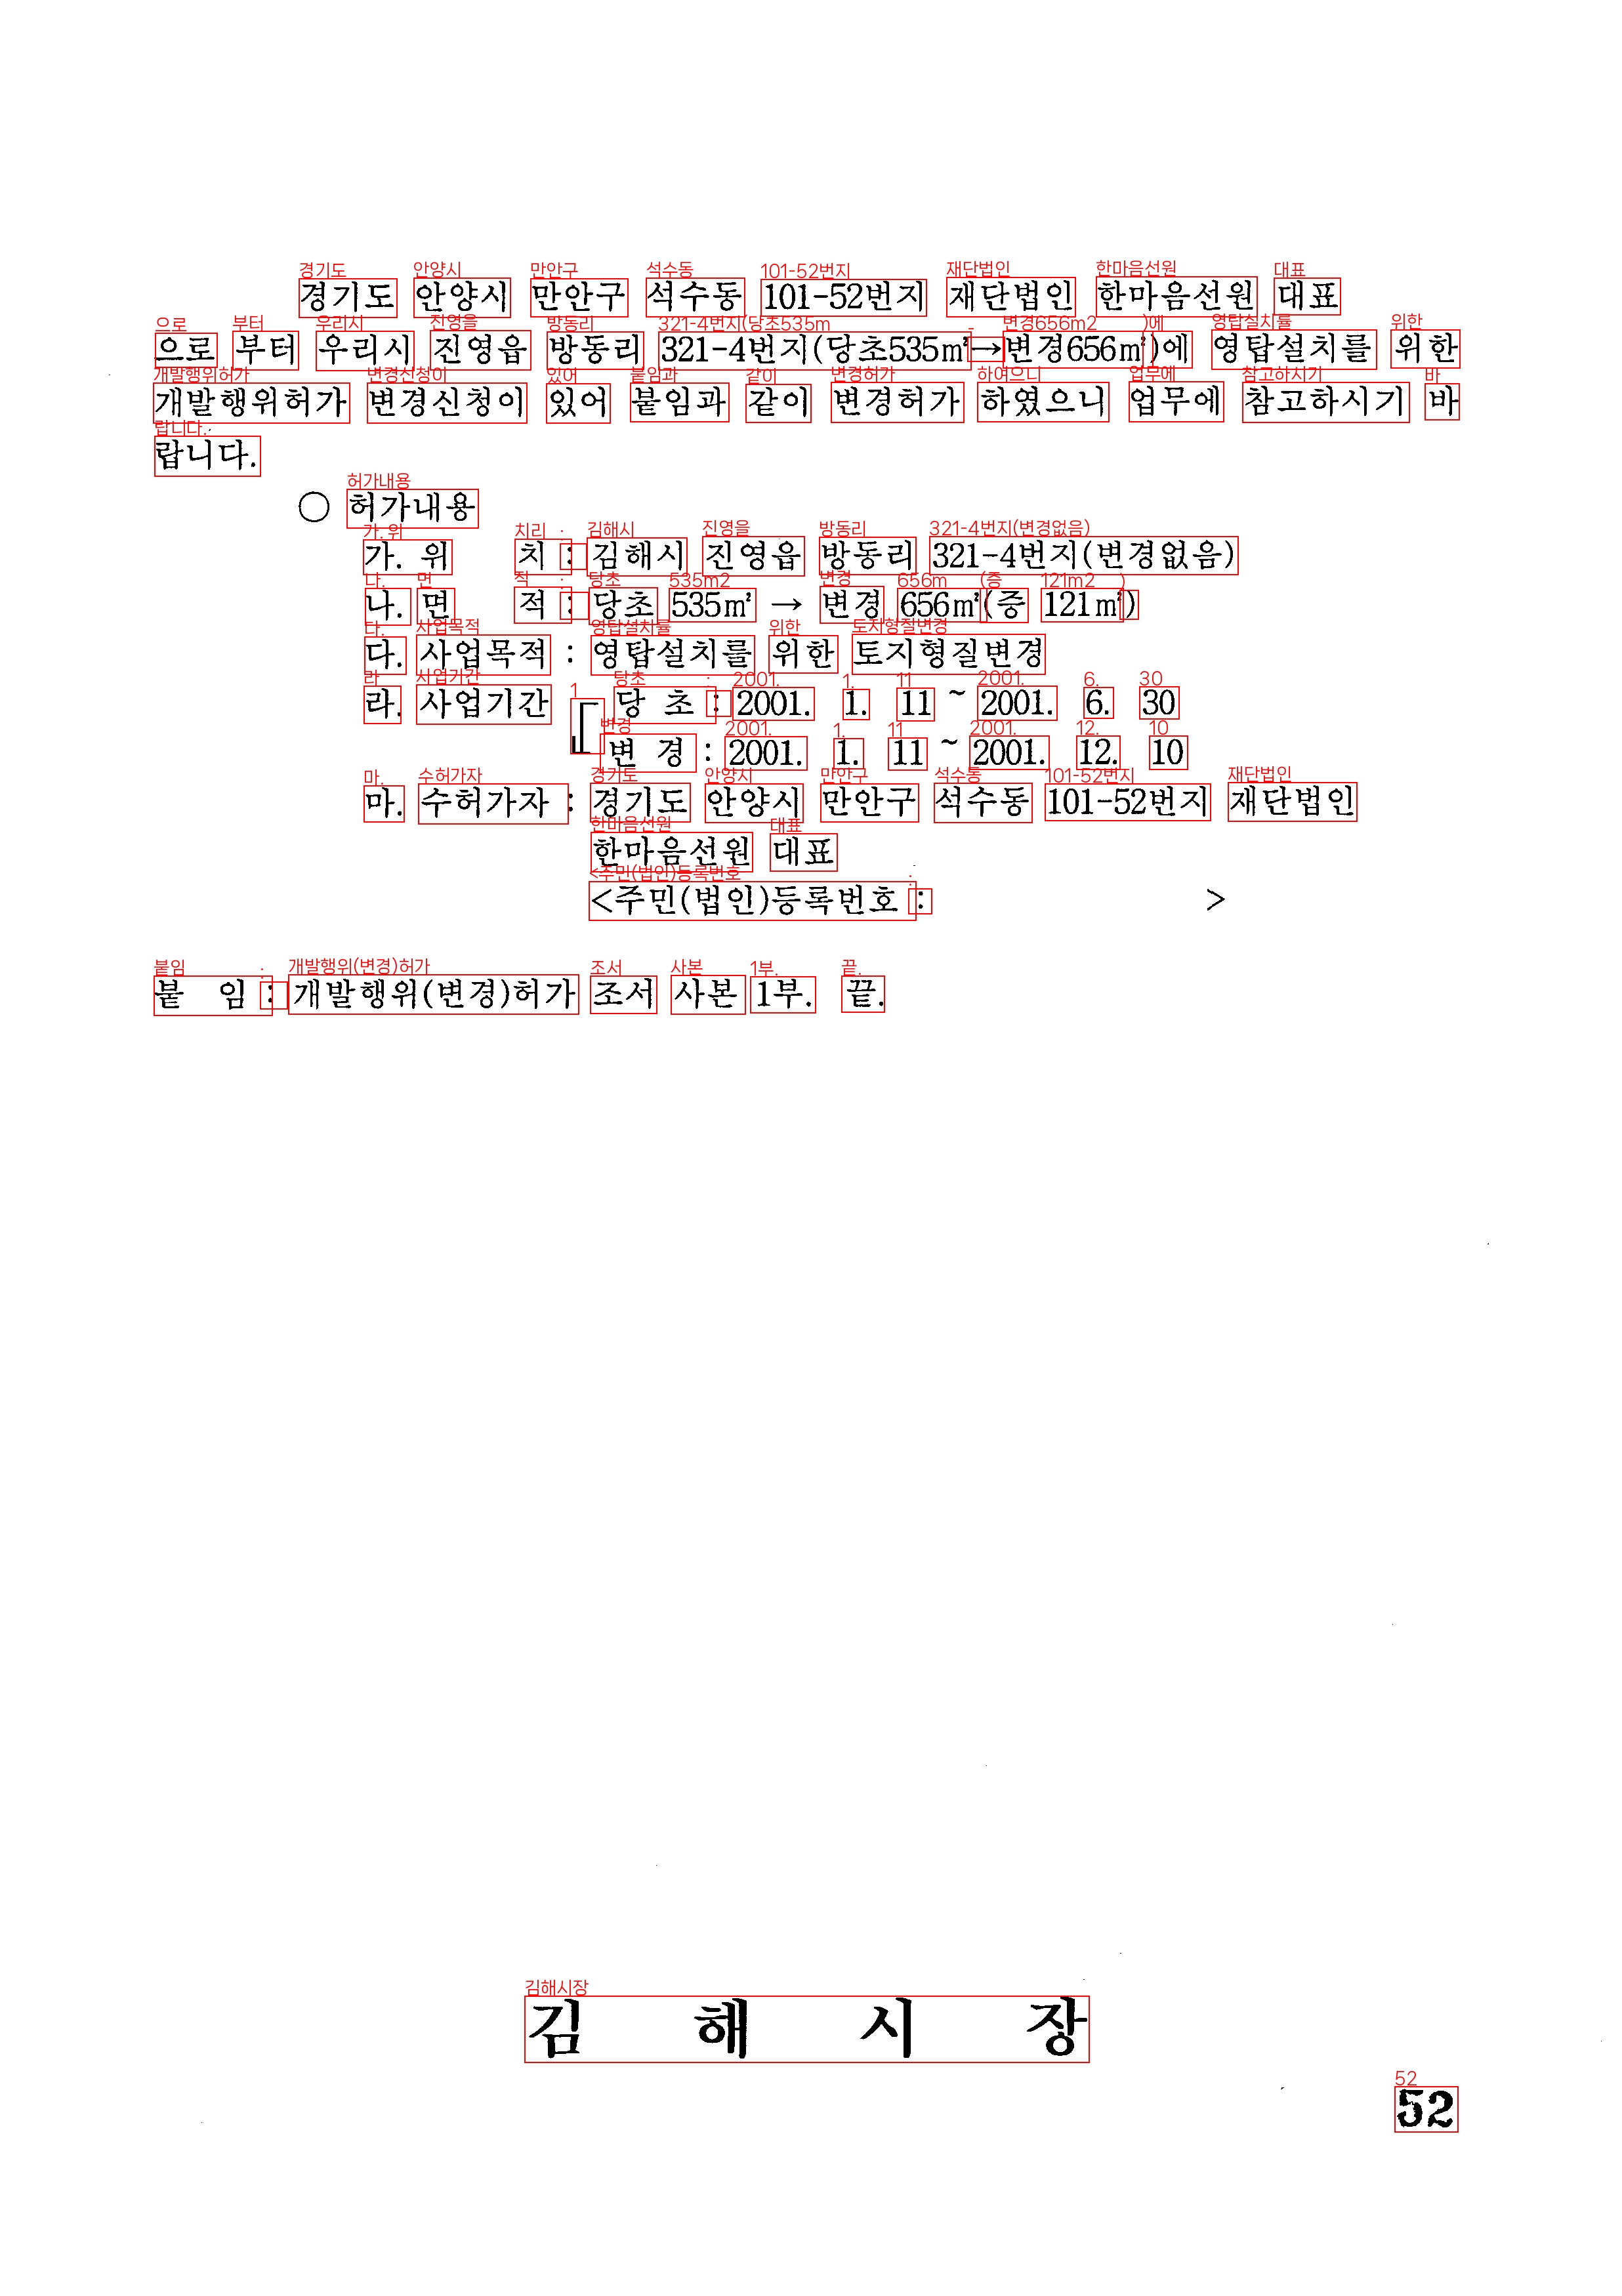 경기도 안양시 만안구 석수동 101-52번지 재단법인 한마음선원 대표
으로 부터 우리시 진영읍 방동리 321-4번지(당초535㎡→변경656㎡)에 영탑설치를 위한
개발행위허가 변경신청이 있어 붙임과 같이 변경허가 하였으니 업무에 참고하시기 바
랍니다.
○ 허가내용
가. 위 치 : 김해시 진영읍 방동리 321-4번지(변경없음)
나. 면 적 : 당초 535㎡ → 변경 656㎡(증 121㎡)
다. 사업목적 : 영탑설치를 위한 토지형질변경
라. 사업기간 당 초 : 2001. 1. 11 ~ 2001. 6. 30
변 경 : 2001. 1. 11 ~ 2001. 12. 10
마. 수허가자 : 경기도 안양시 만안구 석수동 101-52번지 재단법인
한마음선원 대표
<주민(법인)등록번호 : >
붙 임 : 개발행위(변경)허가 조서 사본 1부. 끝.
김 해 시 장
52